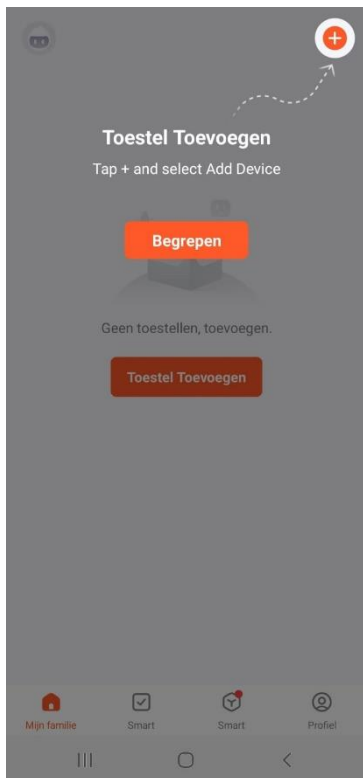 Toestel Toevoegen
Tap + and select Add Device
Begrepen
Geen toestellen, toevoegen.
Toestel Toevoegen
Mijn familie
Smart
Smart
Profiel